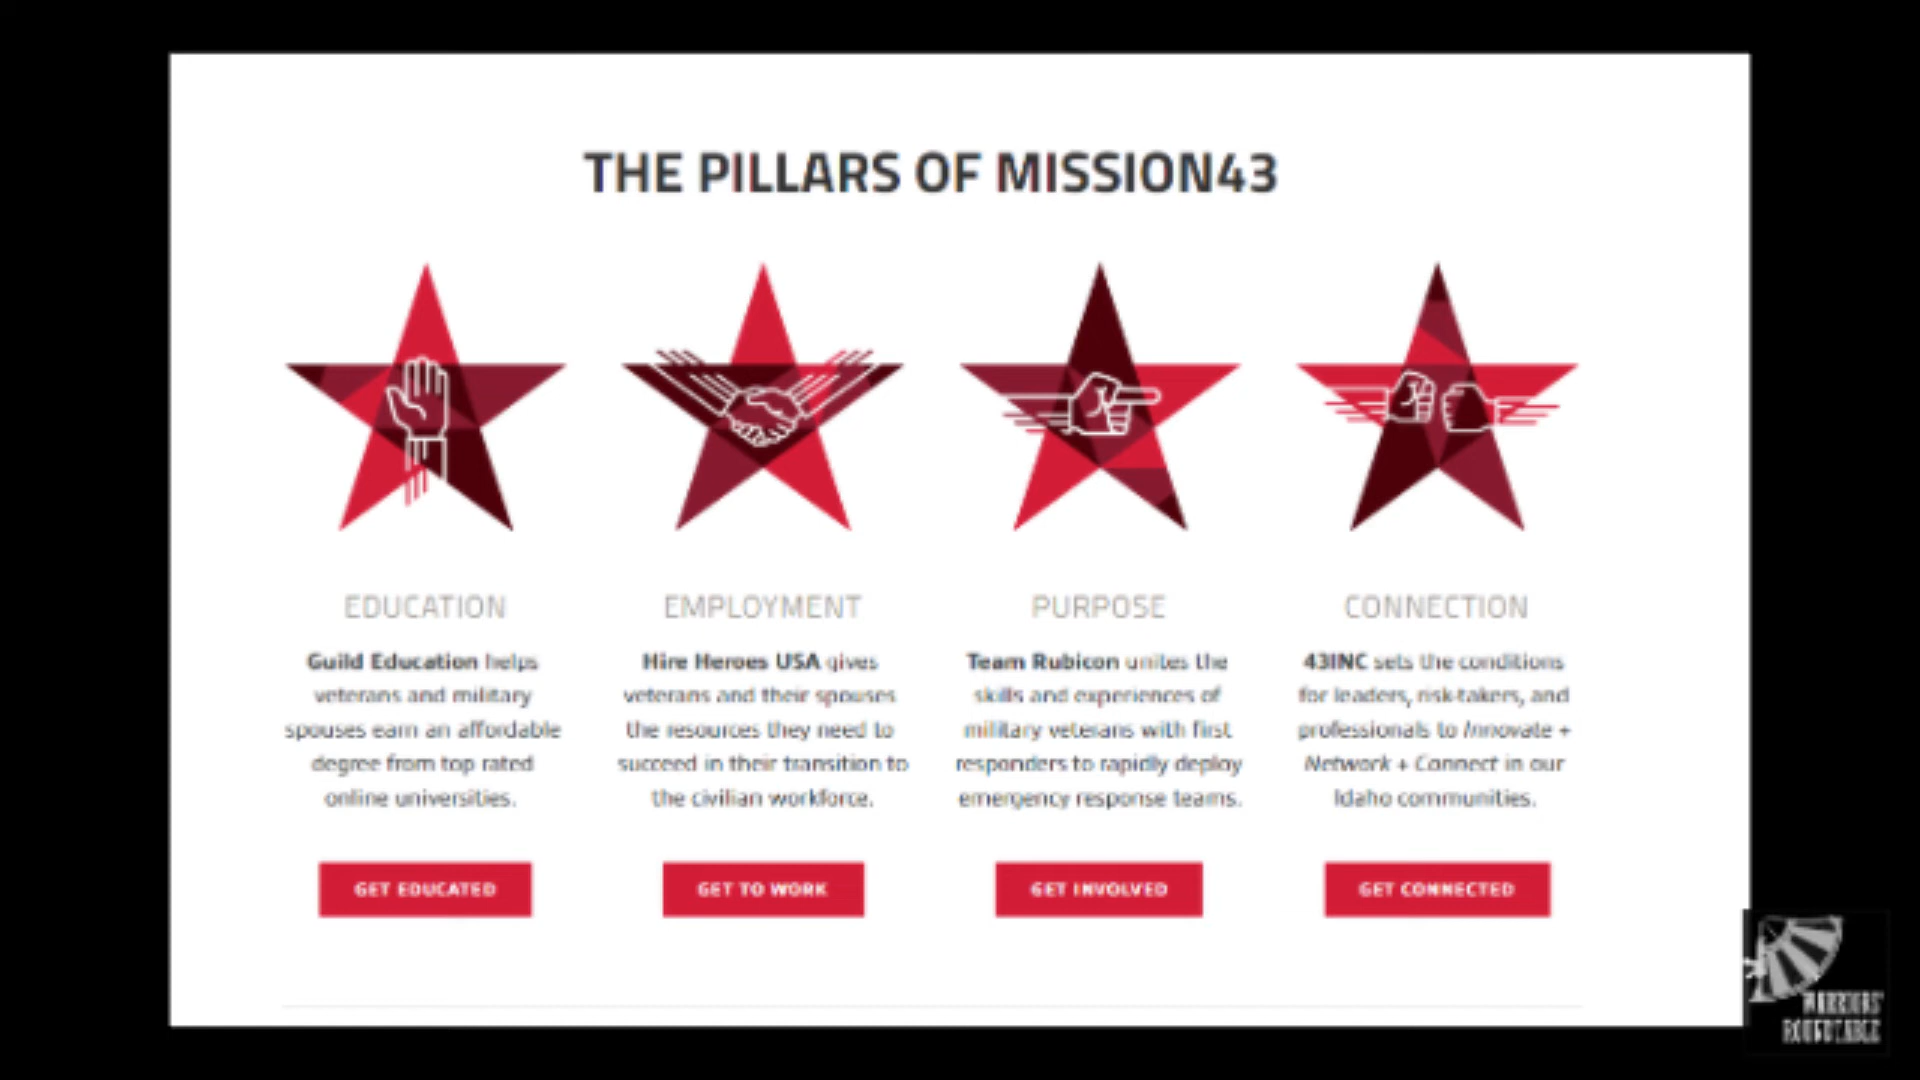 THE PILLARS OF MISSION43
EDUCATION
Guild Education helps
veterans and military
spouses earn an affordable
degree from top rated
online universities.
GET EDUCATED
EMPLOYMENT
Hire Heroes USA gives
veterans and their spouses
the resources they need to
succeed in their transition to
the civilian workforce.
GET TO WORK
PURPOSE
Team Rubicon unites the
skills and experiences of
military veterans with first
responders to rapidly deploy
emergency response teams.
GET INVOLVED
CONNECTION
43INC sets the conditions
for leaders, risk-takers, and
professionals to Innovate +
Network + Connect in our
Idaho communities.
GET CONNECTED
WARRIORS'
ROUNDTABLE